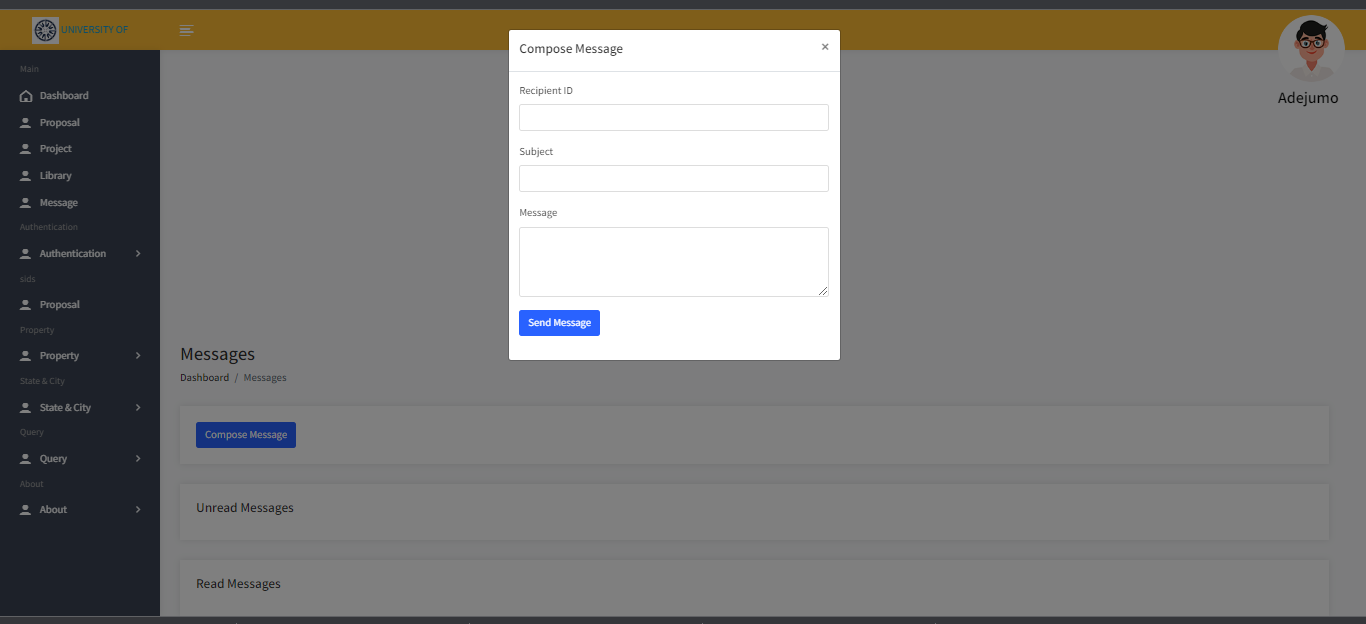 UNIVERSITY OF
Main
Dashboard
Proposal
Project
Library
Message
Authentication
Authentication
sids
Proposal
Property
Property
State & City
State & City
Query
Query
About
About
Adejumo
Compose Message
×
Recipient ID
Subject
Message
Send Message
Messages
Dashboard / Messages
Compose Message
Unread Messages
Read Messages